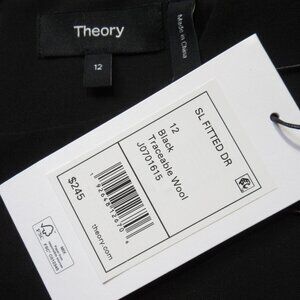 Theory
12
Made in China
SL FITTED DR
12
Black
Traceable Wool
J0701615
$245
theory.com